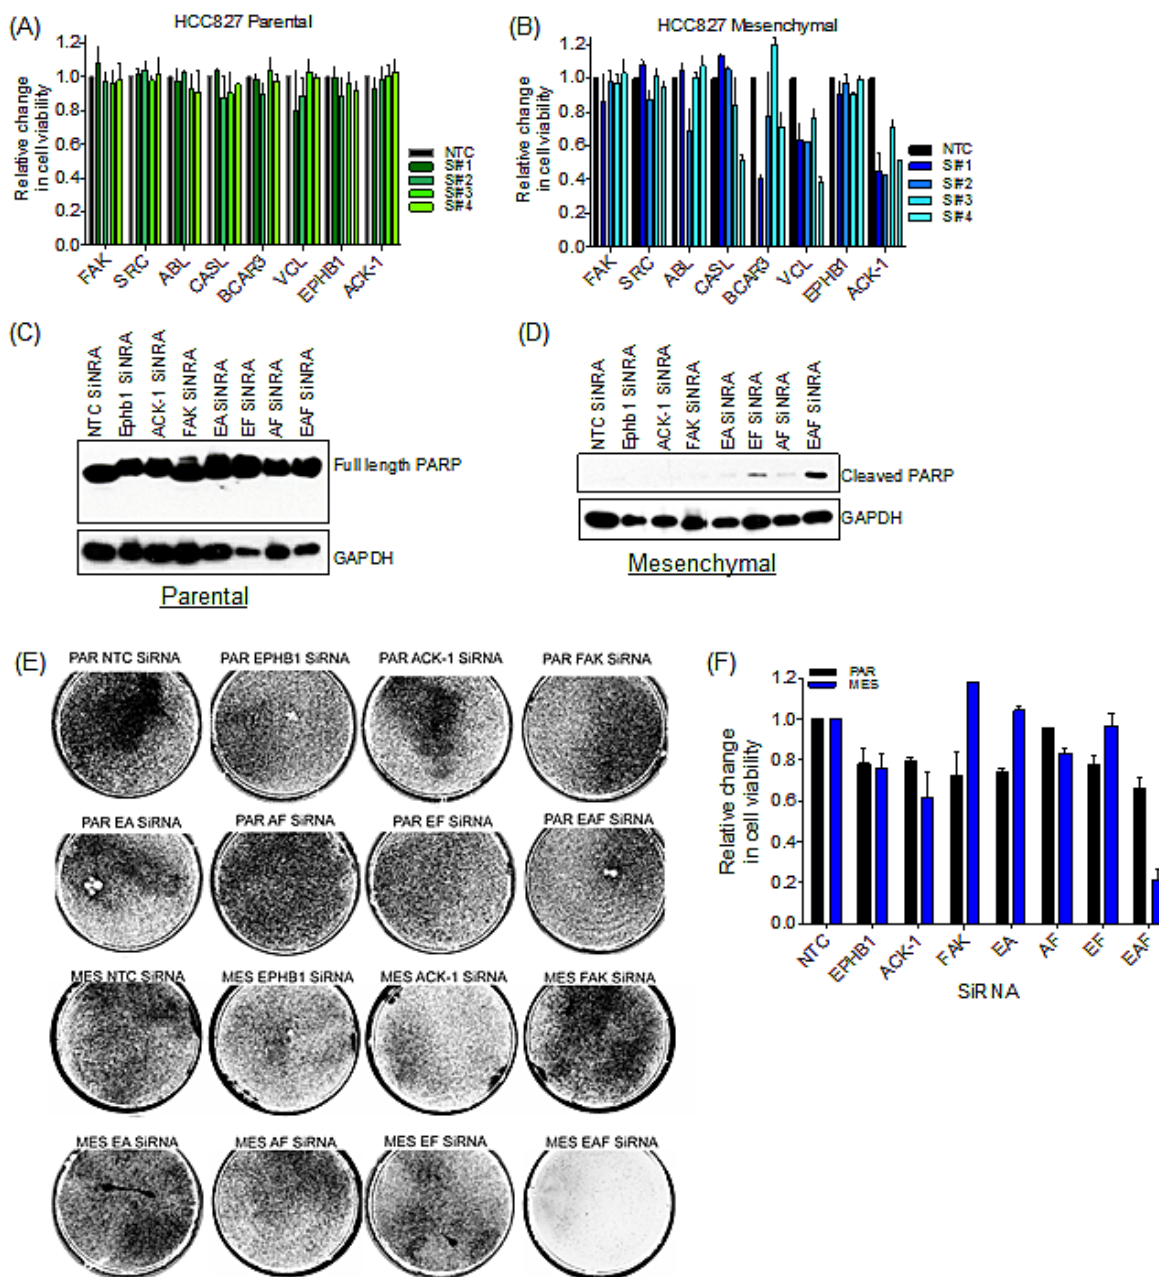 (A)
HCC827 Parental
Relative change
in cell viability
1.2
1.0
0.8
0.6
0.4
0.2
0.0
FAK
SRC
ABL
CASL
BCAR3
VCL
EPHB1
ACK-1
NTC
SI#1
SI#2
SI#3
SI#4
(B)
HCC827 Mesenchymal
Relative change
in cell viability
1.2
1.0
0.8
0.6
0.4
0.2
0.0
FAK
SRC
ABL
CASL
BCAR3
VCL
EPHB1
ACK-1
NTC
SI#1
SI#2
SI#3
SI#4
(C)
NTC SiNRA
Ephb1 SiNRA
ACK-1 SiNRA
FAK SiNRA
EA SiNRA
EF SiNRA
AF SiNRA
EAF SiNRA
Full length PARP
GAPDH
Parental
(D)
NTC SiNRA
Ephb1 SiNRA
ACK-1 SiNRA
FAK SiNRA
EA SiNRA
EF SiNRA
AF SiNRA
EAF SiNRA
Cleaved PARP
GAPDH
Mesenchymal
(E)
PAR NTC SiRNA
PAR EPHB1 SiRNA
PAR ACK-1 SiRNA
PAR FAK SiRNA
PAR EA SiRNA
PAR AF SiRNA
PAR EF SiRNA
PAR EAF SiRNA
MES NTC SiRNA
MES EPHB1 SiRNA
MES ACK-1 SiRNA
MES FAK SiRNA
MES EA SiRNA
MES AF SiRNA
MES EF SiRNA
MES EAF SiRNA
(F)
PAR
MES
Relative change
in cell viability
1.2
1.0
0.8
0.6
0.4
0.2
0.0
NTC
EPHB1
ACK-1
FAK
EA
AF
EF
EAF
SiRNA